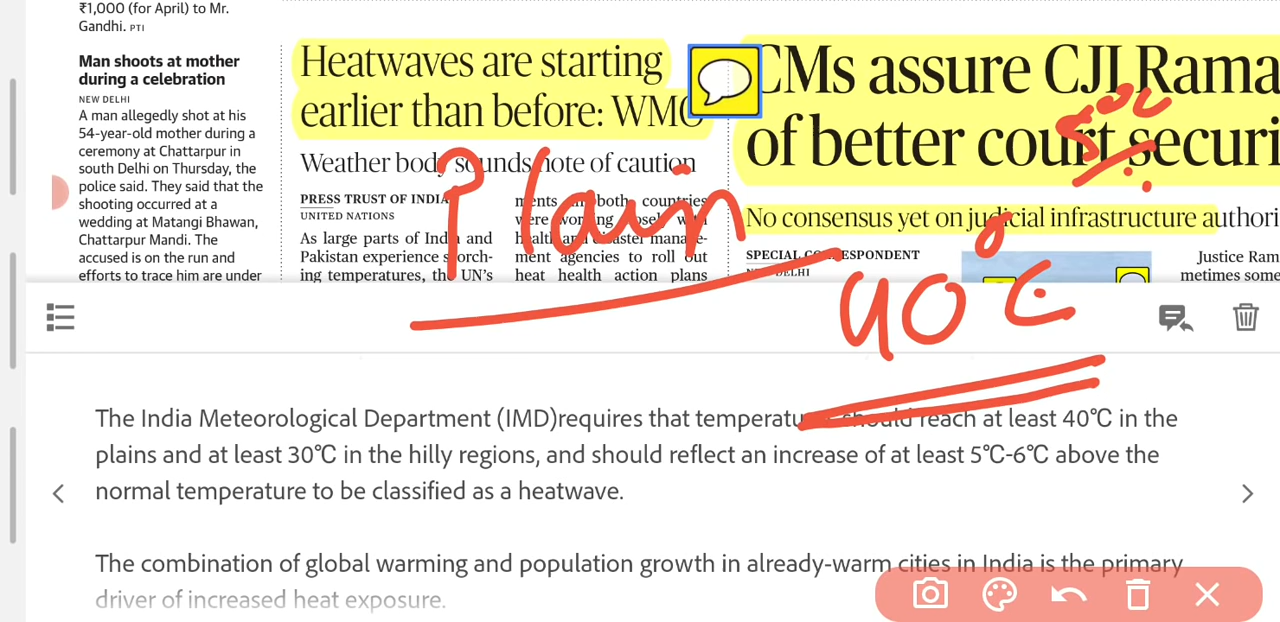 ₹1,000 (for April) to Mr.
Gandhi. PTI
Man shoots at mother
during a celebration
NEW DELHI
A man allegedly shot at his
54-year-old mother during a
ceremony at Chattarpur in
south Delhi on Thursday, the
police said. They said that the
shooting occurred at a
wedding at Matangi Bhawan,
Chattarpur Mandi. The
accused is on the run and
efforts to trace him are under
Heatwaves are starting
earlier than before: WMO
Weather body sounds note of caution
PRESS TRUST OF INDIA
UNITED NATIONS
As large parts of India and
Pakistan experience scorch-
ing temperatures, the UN's
ments in both countries
were working closely with
health and disaster manage-
ment agencies to roll out
heat health action plans
CMs assure CJI Rama
of better court securi
No consensus yet on judicial infrastructure authori
SPECIAL CORRESPONDENT
NEW DELHI
Justice Ram
metimes some
Plain
40°C
The India Meteorological Department (IMD)requires that temperature should reach at least 40℃ in the
plains and at least 30℃ in the hilly regions, and should reflect an increase of at least 5℃-6℃ above the
normal temperature to be classified as a heatwave.
The combination of global warming and population growth in already-warm cities in India is the primary
driver of increased heat exposure.